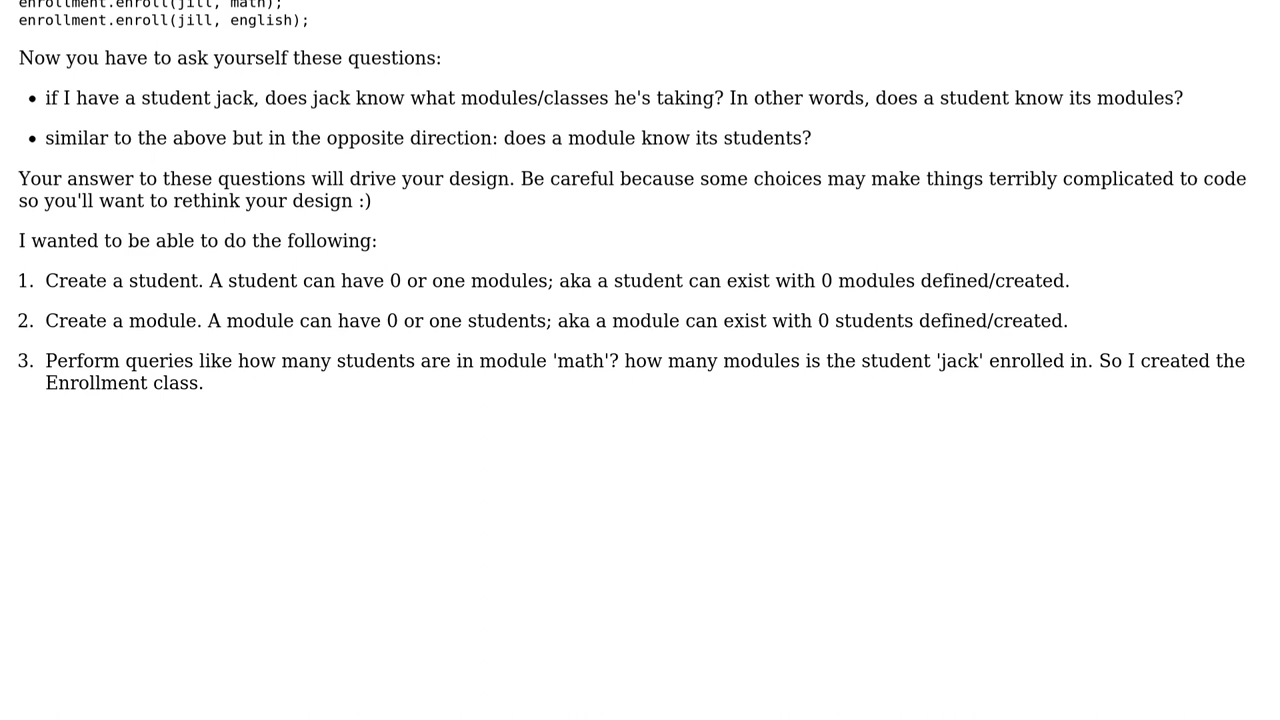 enrollment.enroll(jill, math);
enrollment.enroll(jill, english);
Now you have to ask yourself these questions:
• if I have a student jack, does jack know what modules/classes he's taking? In other words, does a student know its modules?
• similar to the above but in the opposite direction: does a module know its students?
Your answer to these questions will drive your design. Be careful because some choices may make things terribly complicated to code
so you'll want to rethink your design :)
I wanted to be able to do the following:
1. Create a student. A student can have 0 or one modules; aka a student can exist with 0 modules defined/created.
2. Create a module. A module can have 0 or one students; aka a module can exist with 0 students defined/created.
3. Perform queries like how many students are in module 'math'? how many modules is the student 'jack' enrolled in. So I created the
Enrollment class.